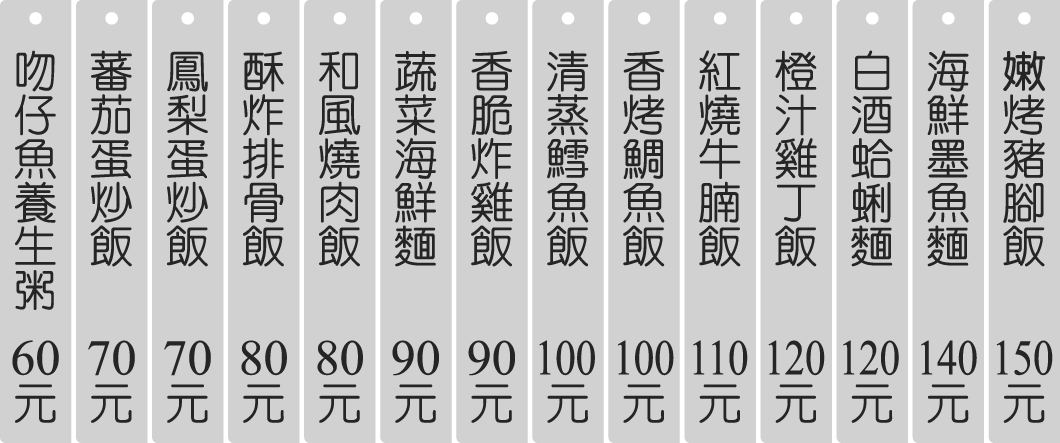 吻仔魚養生粥 60元
蕃茄蛋炒飯 70元
鳳梨蛋炒飯 70元
酥炸排骨飯 80元
和風燒肉飯 80元
蔬菜海鮮麵 90元
香脆炸雞飯 90元
清蒸鱈魚飯 100元
香烤鯛魚飯 100元
紅燒牛腩飯 110元
橙汁雞丁飯 120元
白酒蛤蜊麵 120元
海鮮墨魚麵 140元
嫩烤豬腳飯 150元